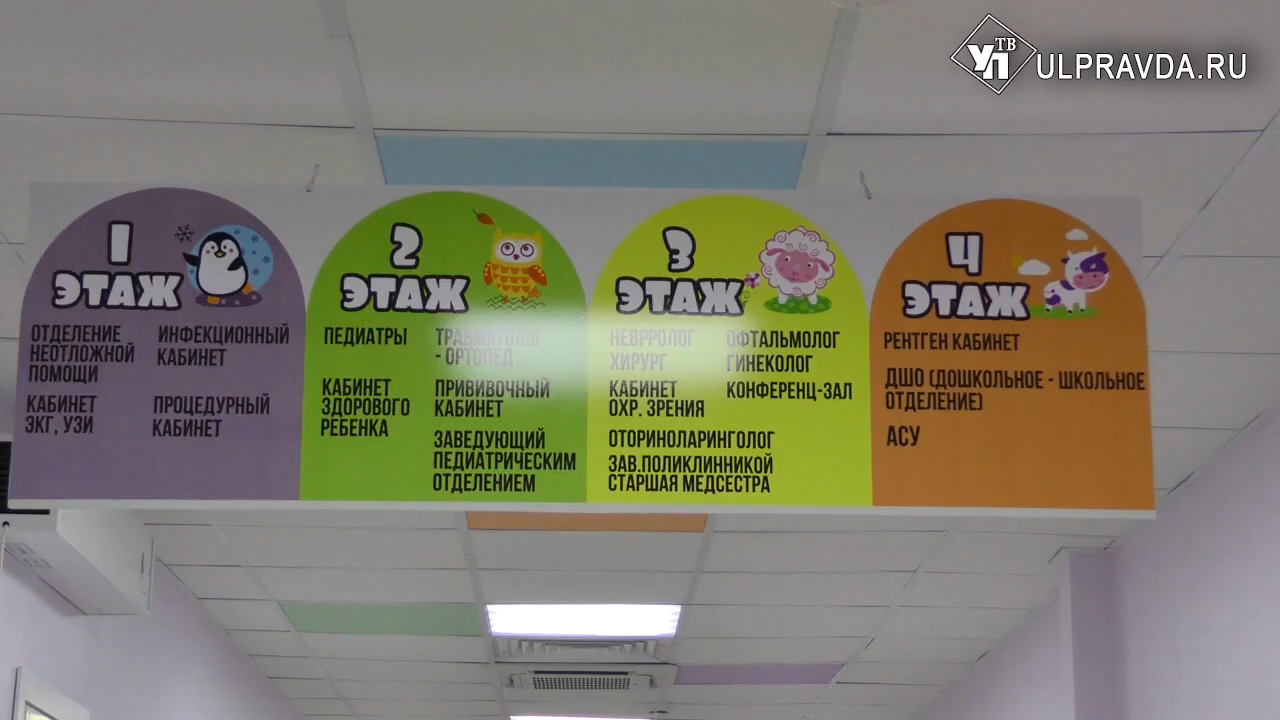 УП ТВ
ULPRAVDA.RU
1
ЭТАЖ
ОТДЕЛЕНИЕ
НЕОТЛОЖНОЙ
ПОМОЩИ
КАБИНЕТ
ЭКГ, УЗИ
ИНФЕКЦИОННЫЙ
КАБИНЕТ
ПРОЦЕДУРНЫЙ
КАБИНЕТ
2
ЭТАЖ
ПЕДИАТРЫ
КАБИНЕТ
ЗДОРОВОГО
РЕБЕНКА
ТРАВМАТОЛОГ
- ОРТОПЕД
ПРИВИВОЧНЫЙ
КАБИНЕТ
ЗАВЕДУЮЩИЙ
ПЕДИАТРИЧЕСКИМ
ОТДЕЛЕНИЕМ
3
ЭТАЖ
НЕВРРОЛОГ
ХИРУРГ
КАБИНЕТ
ОХР. ЗРЕНИЯ
ОФТАЛЬМОЛОГ
ГИНЕКОЛОГ
КОНФЕРЕНЦ-ЗАЛ
ОТОРИНОЛАРИНГОЛОГ
ЗАВ.ПОЛИКЛИННИКОЙ
СТАРШАЯ МЕДСЕСТРА
4
ЭТАЖ
РЕНТГЕН КАБИНЕТ
ДШО (ДОШКОЛЬНОЕ - ШКОЛЬНОЕ
ОТДЕЛЕНИЕ)
АСУ